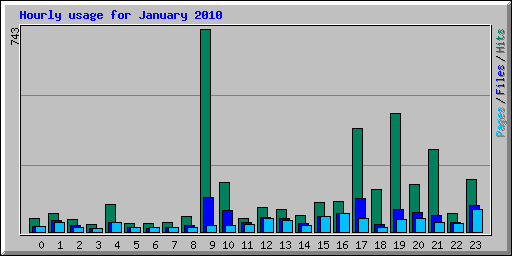 Hourly usage for January 2010
743
Pages / Files / Hits
0 1 2 3 4 5 6 7 8 9 10 11 12 13 14 15 16 17 18 19 20 21 22 23